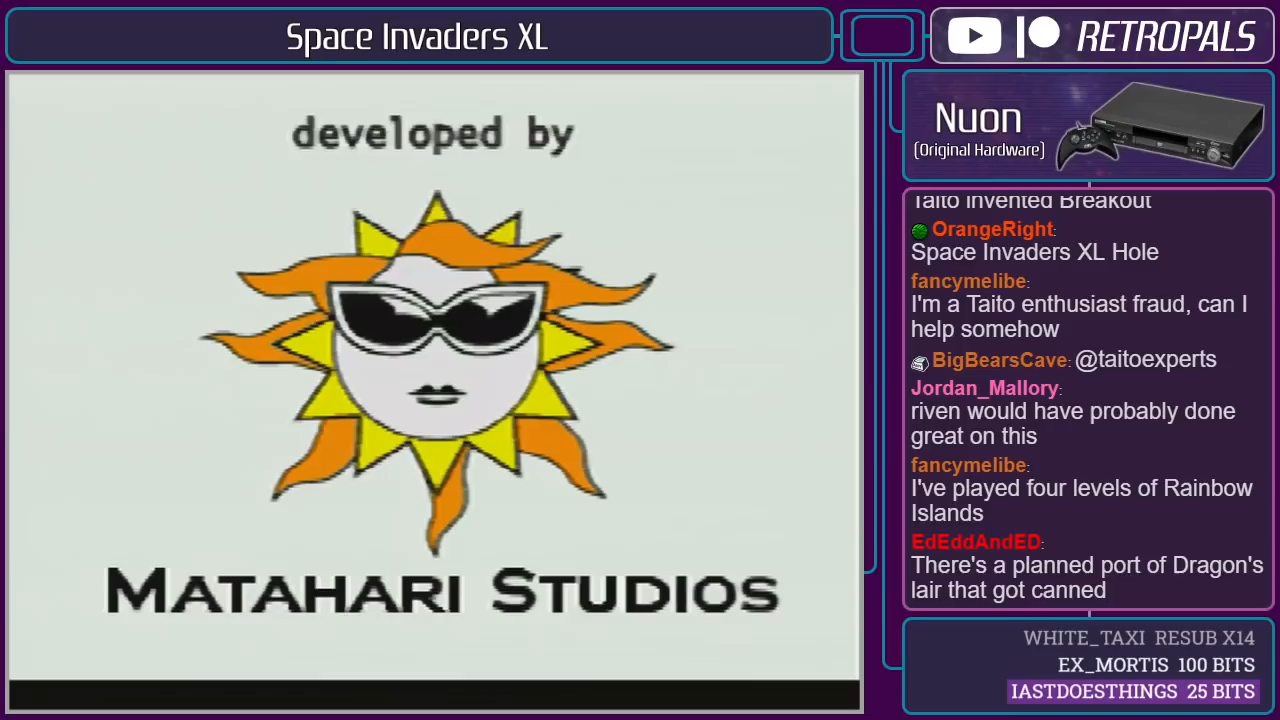 Space Invaders XL
RETROPALS
developed by
MATAHARI STUDIOS
Nuon
(Original Hardware)
Taito invented Breakout
OrangeRight:
Space Invaders XL Hole
fancymelibe:
I'm a Taito enthusiast fraud, can I
help somehow
BigBearsCave: @taitoexperts
Jordan_Mallory:
riven would have probably done
great on this
fancymelibe:
I've played four levels of Rainbow
Islands
EdEddAndED:
There's a planned port of Dragon's
lair that got canned
WHITE_TAXI RESUB X14
EX_MORTIS 100 BITS
IASTDOESTHINGS 25 BITS